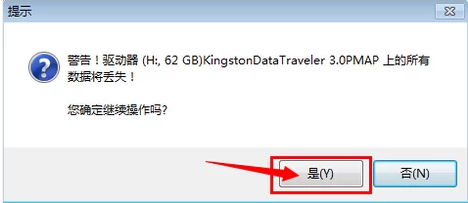 提示
警告！驱动器 (H:, 62 GB)KingstonDataTraveler 3.0PMAP 上的所有
数据将丢失！
您确定继续操作吗?
是(Y)
否(N)